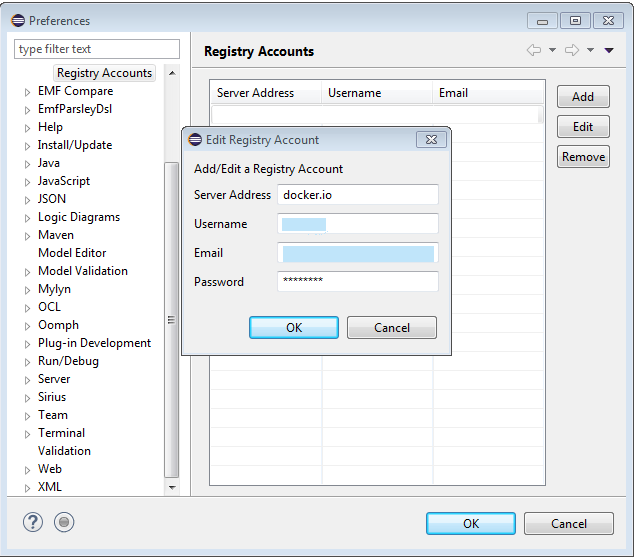 Preferences
type filter text
Registry Accounts
EMF Compare
EmfParsleyDsl
Help
Install/Update
Java
JavaScript
JSON
Logic Diagrams
Maven
Model Editor
Model Validation
Mylyn
OCL
Oomph
Plug-in Development
Run/Debug
Server
Sirius
Team
Terminal
Validation
Web
XML
Registry Accounts
Server Address Username Email
Add
Edit
Remove
Edit Registry Account
Add/Edit a Registry Account
Server Address docker.io
Username
Email
Password ********
OK Cancel
OK Cancel